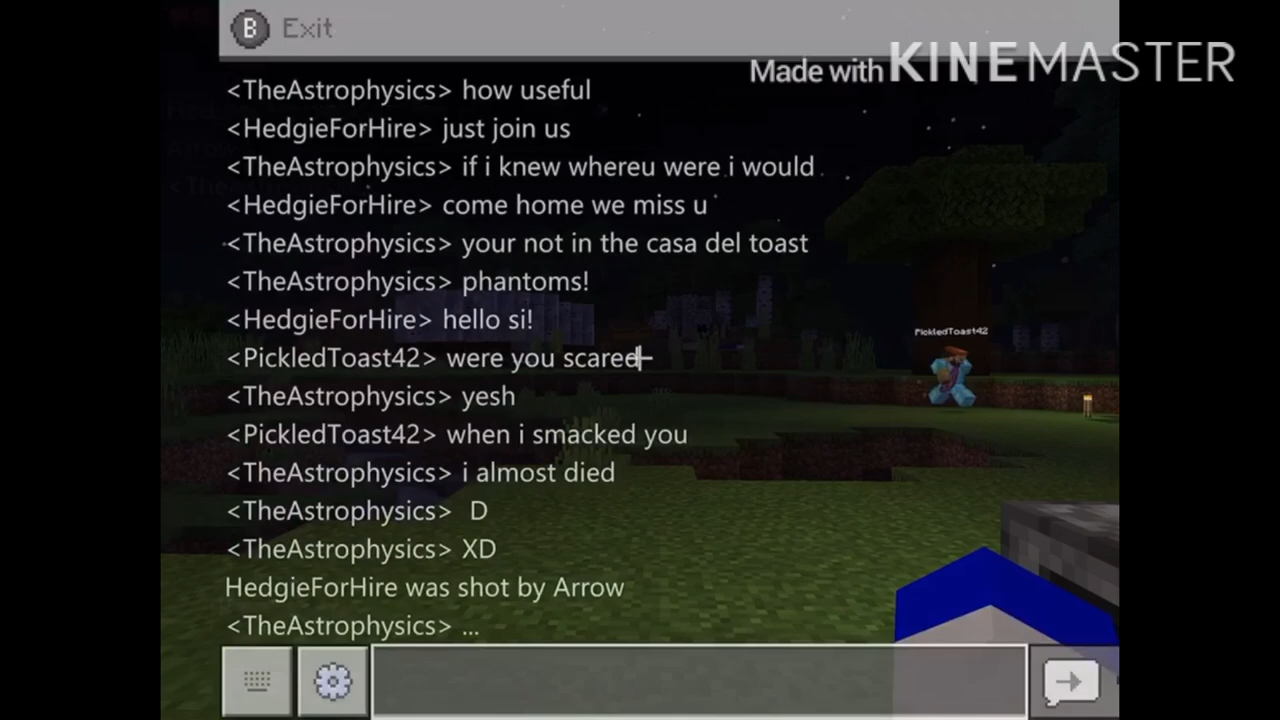 B Exit
Made with KINEMASTER
<TheAstrophysics> how useful
<HedgieForHire> just join us
<TheAstrophysics> if i knew whereu were i would
<HedgieForHire> come home we miss u
<TheAstrophysics> your not in the casa del toast
<TheAstrophysics> phantoms!
<HedgieForHire> hello si!
PickledToast42
<PickledToast42> were you scared
<TheAstrophysics> yesh
<PickledToast42> when i smacked you
<TheAstrophysics> i almost died
<TheAstrophysics> D
<TheAstrophysics> XD
HedgieForHire was shot by Arrow
<TheAstrophysics> ...